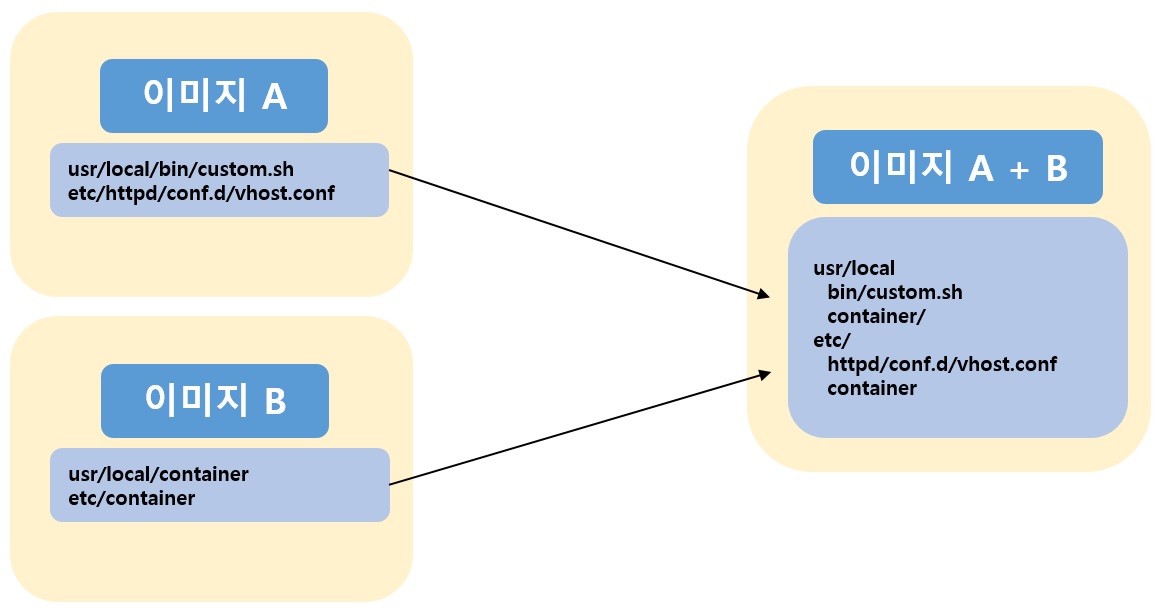 이미지 A
usr/local/bin/custom.sh
etc/httpd/conf.d/vhost.conf
이미지 B
usr/local/container
etc/container
이미지 A + B
usr/local
bin/custom.sh
container/
etc/
httpd/conf.d/vhost.conf
container